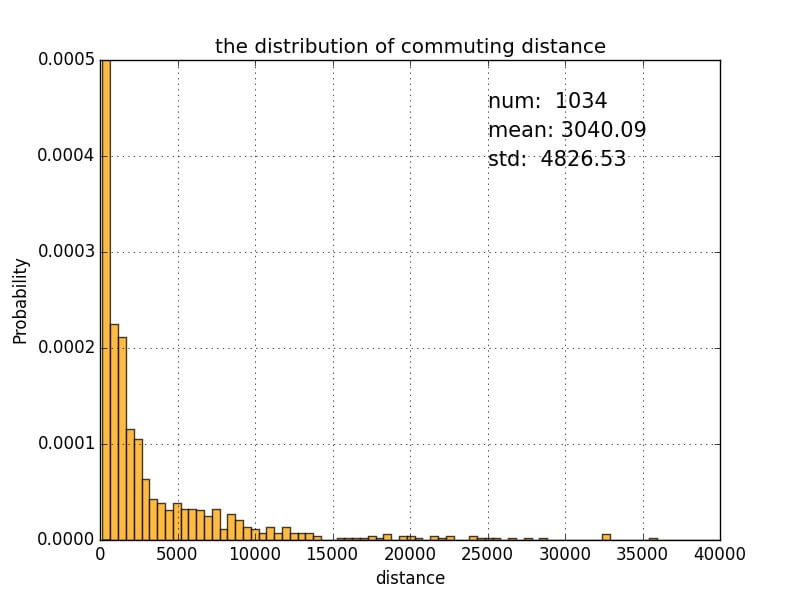 the distribution of commuting distance
0.0005
0.0004
0.0003
0.0002
0.0001
0.0000
Probability
num:  1034
mean: 3040.09
std:  4826.53
0 5000 10000 15000 20000 25000 30000 35000 40000
distance